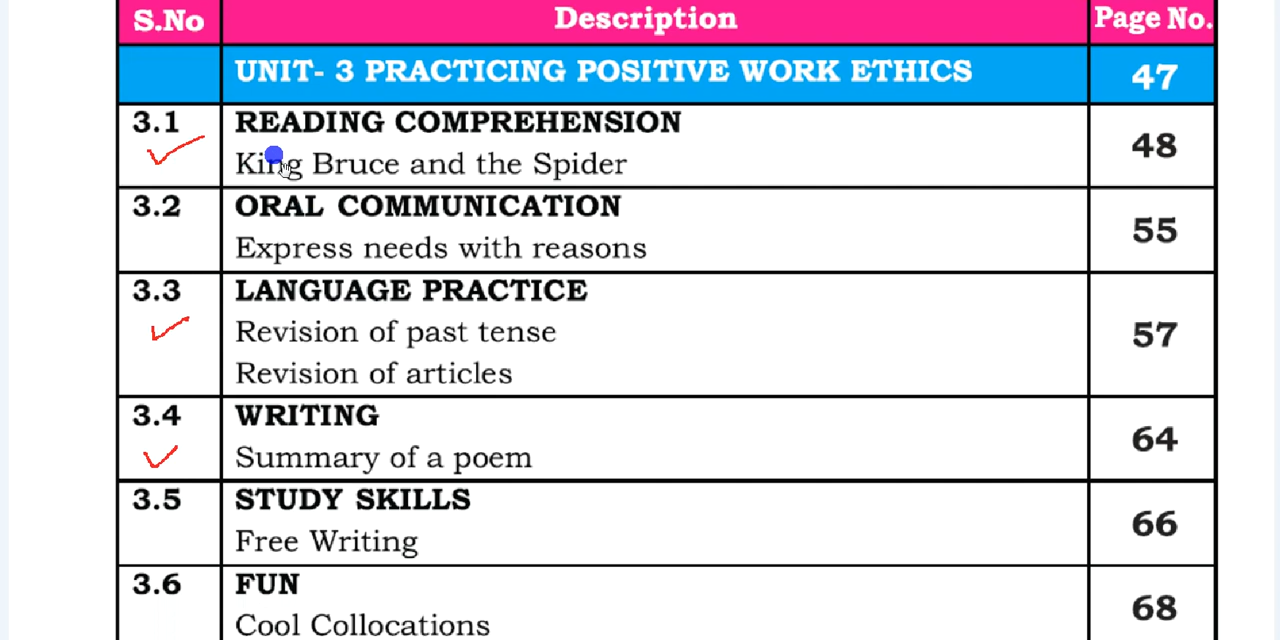 S.No Description Page No.
UNIT- 3 PRACTICING POSITIVE WORK ETHICS 47
3.1 READING COMPREHENSION
King Bruce and the Spider 48
3.2 ORAL COMMUNICATION
Express needs with reasons 55
3.3 LANGUAGE PRACTICE
Revision of past tense 57
Revision of articles
3.4 WRITING
Summary of a poem 64
3.5 STUDY SKILLS
Free Writing 66
3.6 FUN
Cool Collocations 68